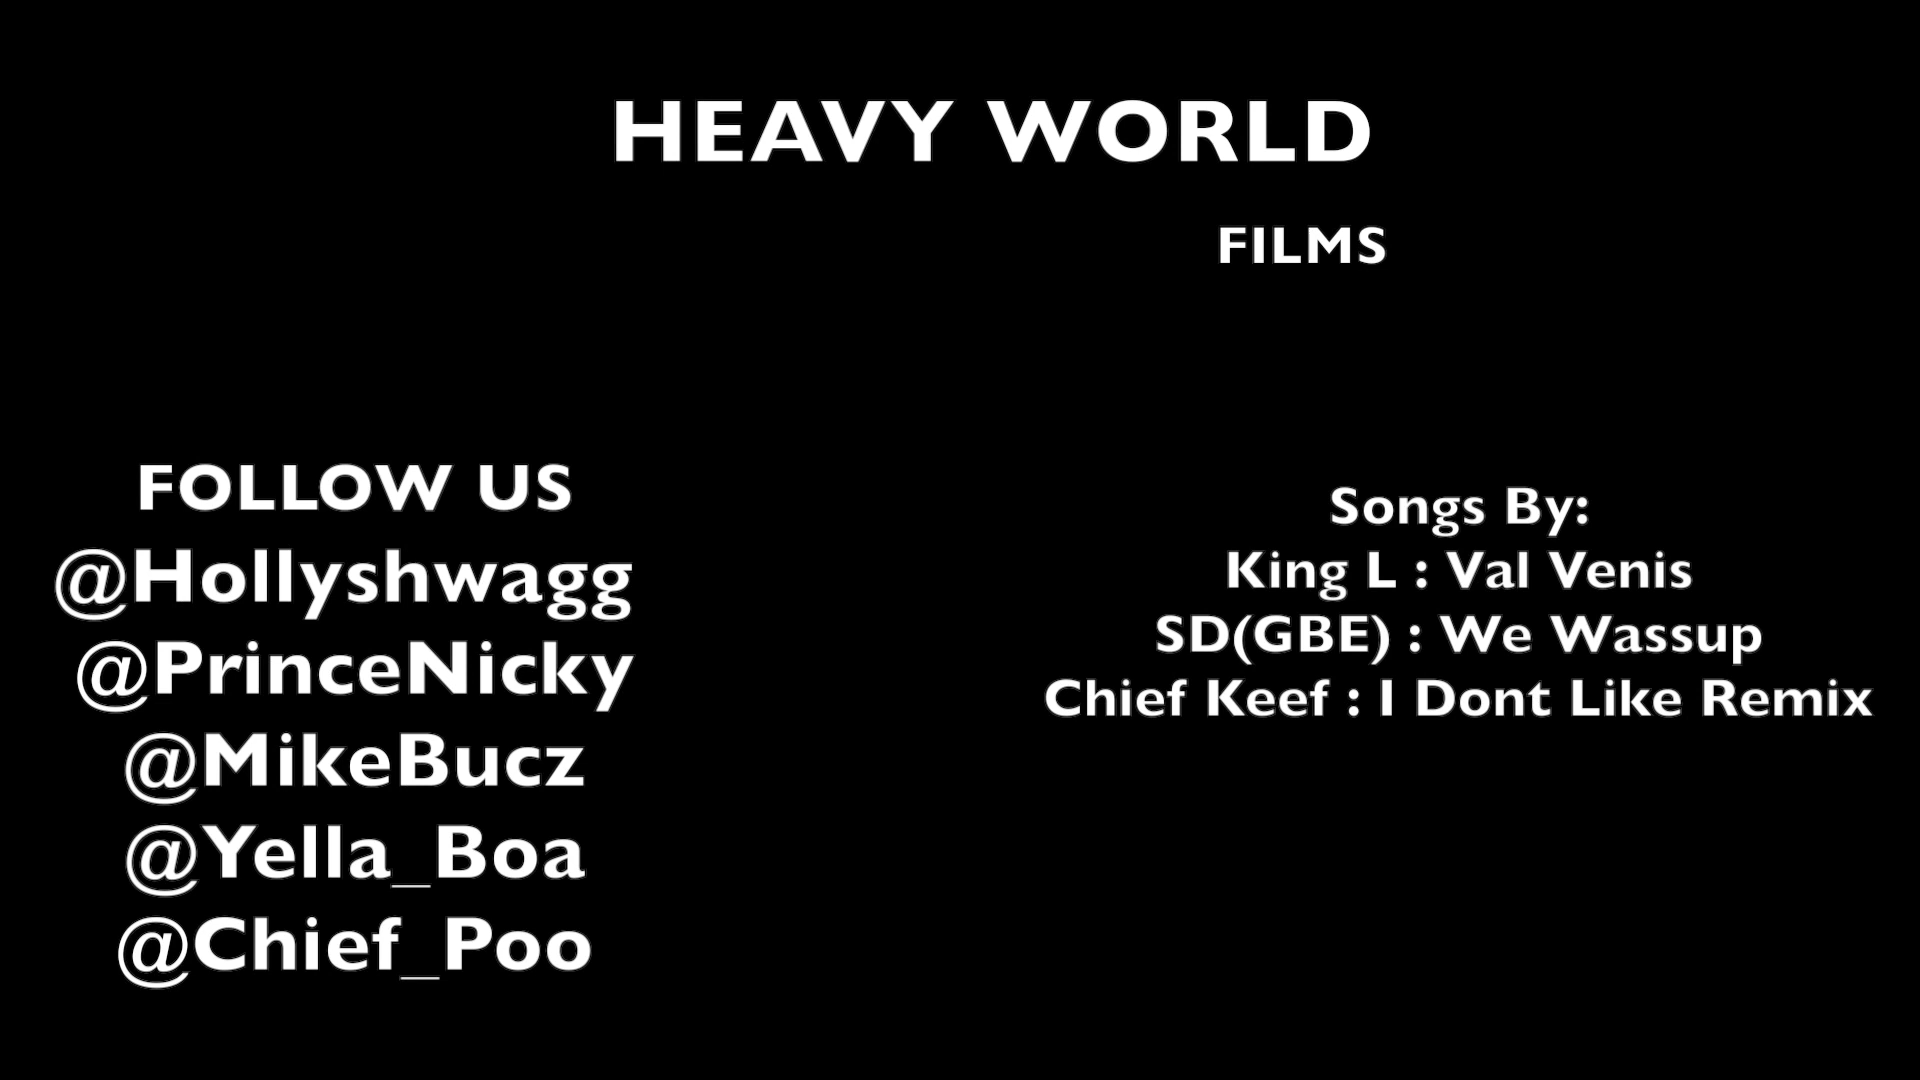 HEAVY WORLD
FILMS
FOLLOW US
@Hollyshwagg
@PrinceNicky
@MikeBucz
@Yella_Boa
@Chief_Poo
Songs By:
King L : Val Venis
SD(GBE) : We Wassup
Chief Keef : I Dont Like Remix